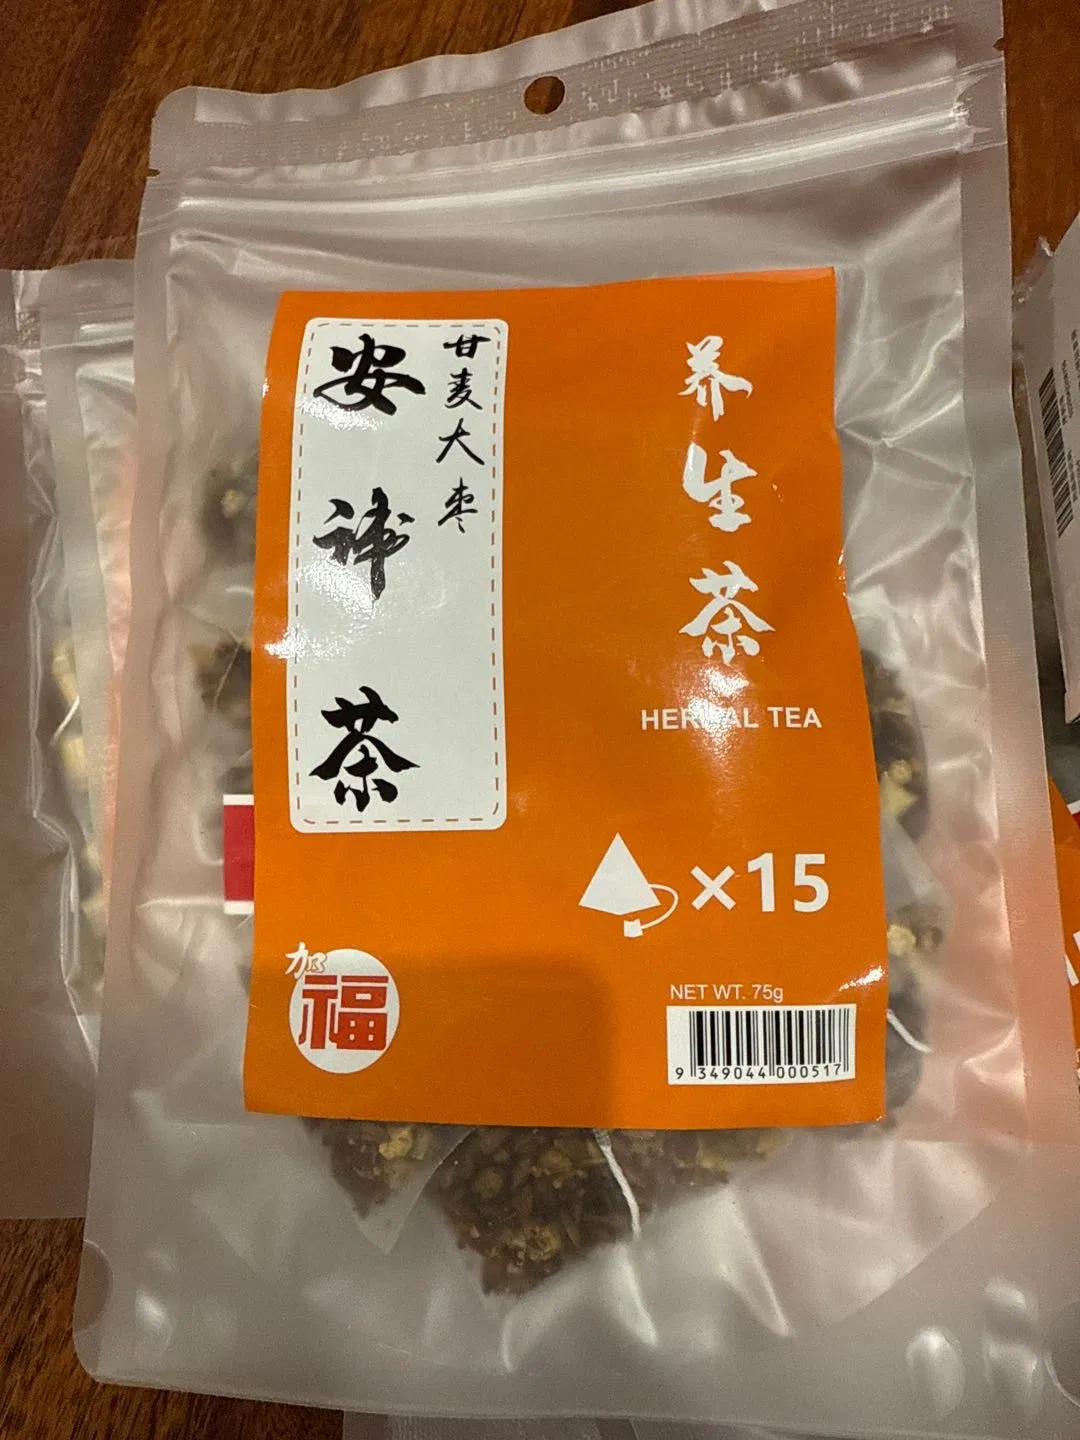 养生茶
HERBAL TEA
甘麦大枣
安神茶
×15
加福
NET WT. 75g
9 349044 000517